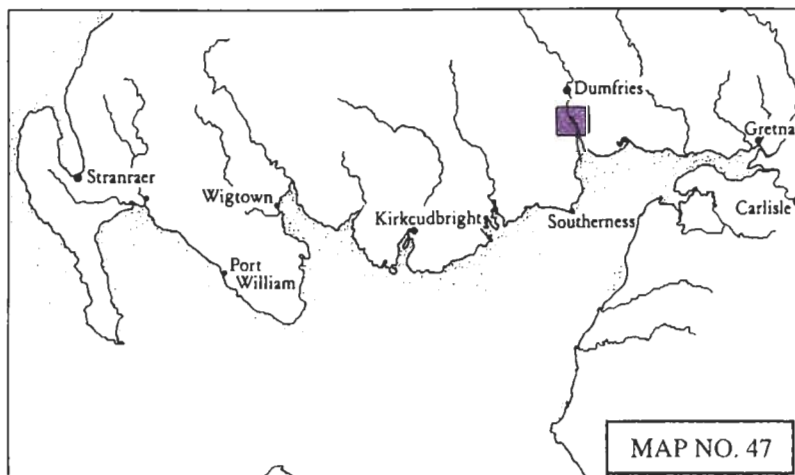 Dumfries
Gretna
Stranraer
Wigtown
Kirkcudbright
Southerness
Carlisle
Port
William
MAP NO. 47